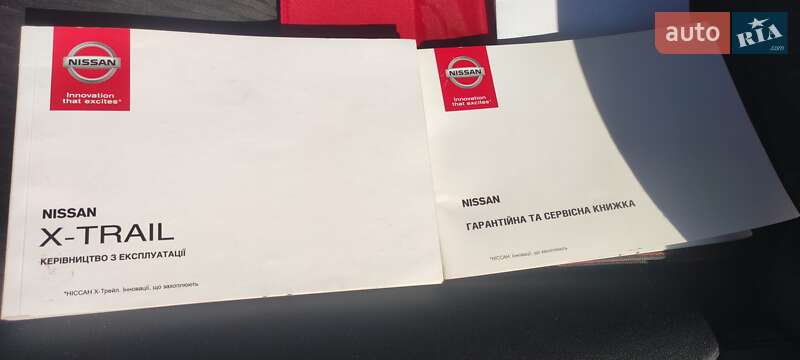 NISSAN
Innovation
that excites*
NISSAN
X-TRAIL
КЕРІВНИЦТВО З ЕКСПЛУАТАЦІЇ
*НІССАН Х-Трейл. Інновації, що захоплюють
NISSAN
Innovation
that excites*
NISSAN
ГАРАНТІЙНА ТА СЕРВІСНА КНИЖКА
*НІССАН. Інновації, що захоплюють
auto RIA.com